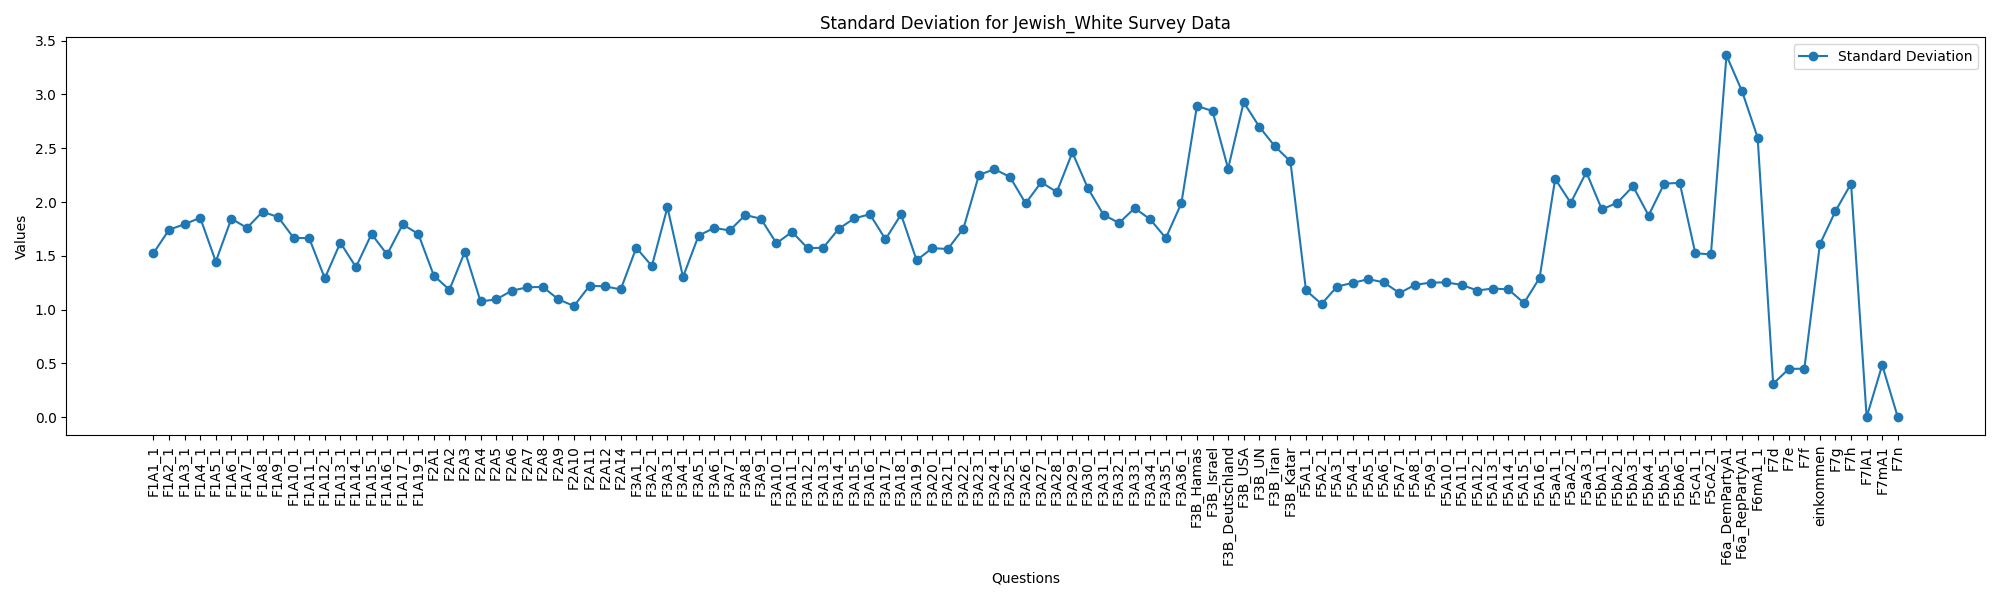 Standard Deviation for Jewish_White Survey Data
Standard Deviation
Values
3.5
3.0
2.5
2.0
1.5
1.0
0.5
0.0
F1A1_1
F1A2_1
F1A3_1
F1A4_1
F1A5_1
F1A6_1
F1A7_1
F1A8_1
F1A9_1
F1A10_1
F1A11_1
F1A12_1
F1A13_1
F1A14_1
F1A15_1
F1A16_1
F1A17_1
F1A19_1
F2A1
F2A2
F2A3
F2A4
F2A5
F2A6
F2A7
F2A8
F2A9
F2A10
F2A11
F2A12
F2A14
F3A1_1
F3A2_1
F3A3_1
F3A4_1
F3A5_1
F3A6_1
F3A7_1
F3A8_1
F3A9_1
F3A10_1
F3A11_1
F3A12_1
F3A13_1
F3A14_1
F3A15_1
F3A16_1
F3A17_1
F3A18_1
F3A19_1
F3A20_1
F3A21_1
F3A22_1
F3A23_1
F3A24_1
F3A25_1
F3A26_1
F3A27_1
F3A28_1
F3A29_1
F3A30_1
F3A31_1
F3A32_1
F3A33_1
F3A34_1
F3A35_1
F3A36_1
F3B_Hamas
F3B_Israel
F3B_Deutschland
F3B_USA
F3B_UN
F3B_Iran
F3B_Katar
F5A1_1
F5A2_1
F5A3_1
F5A4_1
F5A5_1
F5A6_1
F5A7_1
F5A8_1
F5A9_1
F5A10_1
F5A11_1
F5A12_1
F5A13_1
F5A14_1
F5A15_1
F5A16_1
F5aA1_1
F5aA2_1
F5aA3_1
F5bA1_1
F5bA2_1
F5bA3_1
F5bA4_1
F5bA5_1
F5bA6_1
F5cA1_1
F5cA2_1
F6a_DemPartyA1
F6a_RepPartyA1
F6mA1_1
F7d
F7e
F7f
einkommen
F7g
F7h
F7lA1
F7mA1
F7n
Questions